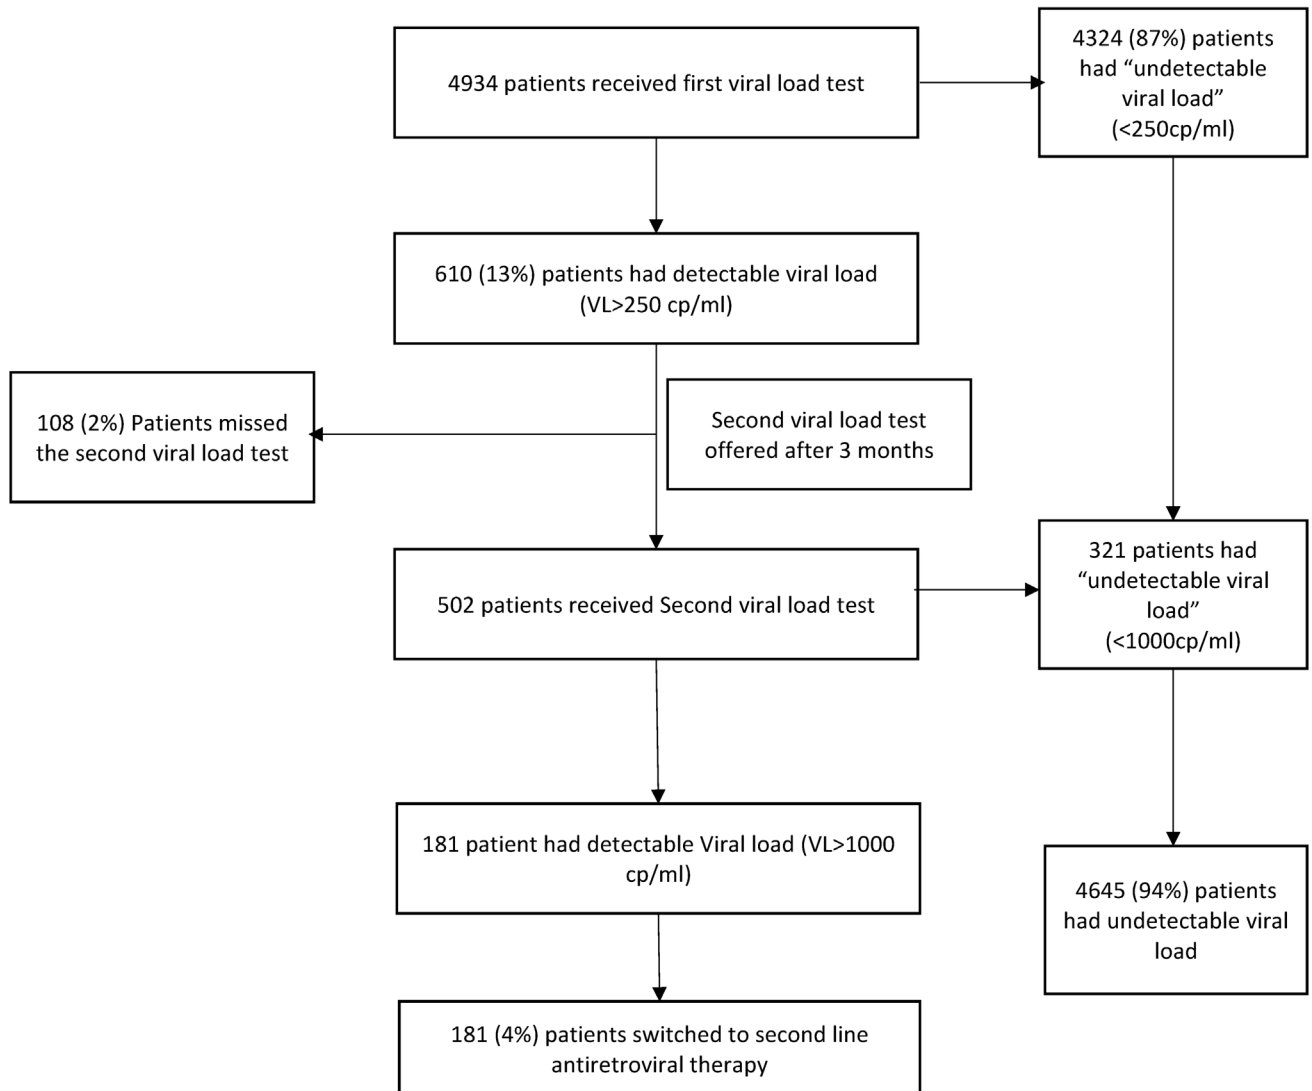 4934 patients received first viral load test
4324 (87%) patients
had “undetectable
viral load”
(<250cp/ml)
610 (13%) patients had detectable viral load
(VL>250 cp/ml)
108 (2%) Patients missed
the second viral load test
Second viral load test
offered after 3 months
502 patients received Second viral load test
321 patients had
“undetectable viral
load”
(<1000cp/ml)
181 patient had detectable Viral load (VL>1000
cp/ml)
4645 (94%) patients
had undetectable viral
load
181 (4%) patients switched to second line
antiretroviral therapy